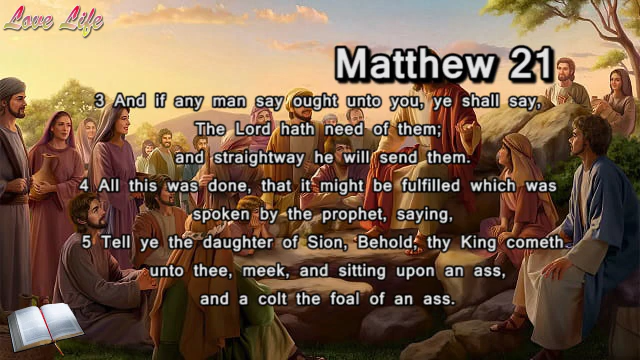 Love Life
Matthew 21
3 And if any man say ought unto you, ye shall say,
The Lord hath need of them;
and straightway he will send them.
4 All this was done, that it might be fulfilled which was
spoken by the prophet, saying,
5 Tell ye the daughter of Sion, Behold, thy King cometh
unto thee, meek, and sitting upon an ass,
and a colt the foal of an ass.